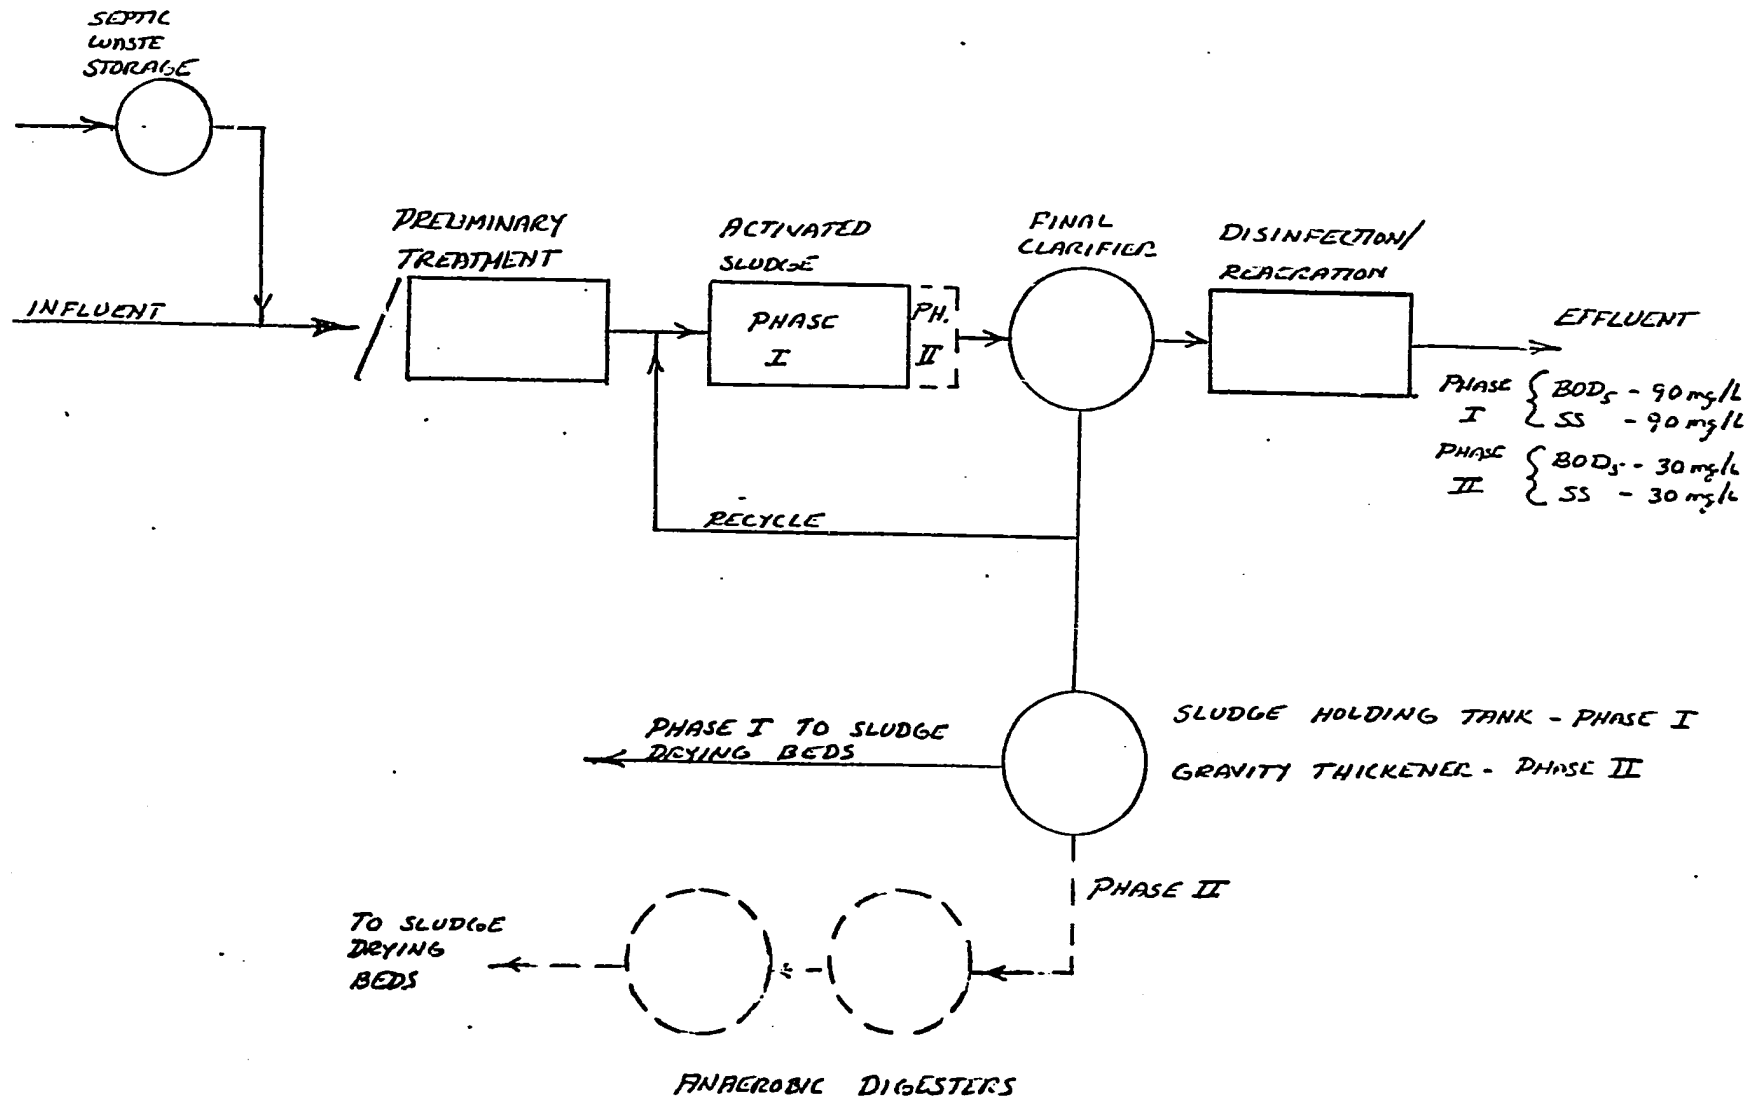 SEPTIC
WASTE
STORAGE
INFLUENT
PRELIMINARY
TREATMENT
ACTIVATED
SLUDGE
PHASE
I
PH.
II
FINAL
CLARIFIER
DISINFECTION/
REAERATION
EFFLUENT
PHASE
I
BOD5 - 90 mg/L
SS - 90 mg/L
PHASE
II
BOD5 - 30 mg/L
SS - 30 mg/L
RECYCLE
PHASE I TO SLUDGE
DRYING BEDS
SLUDGE HOLDING TANK - PHASE I
GRAVITY THICKENER - PHASE II
PHASE II
TO SLUDGE
DRYING
BEDS
ANAEROBIC DIGESTERS